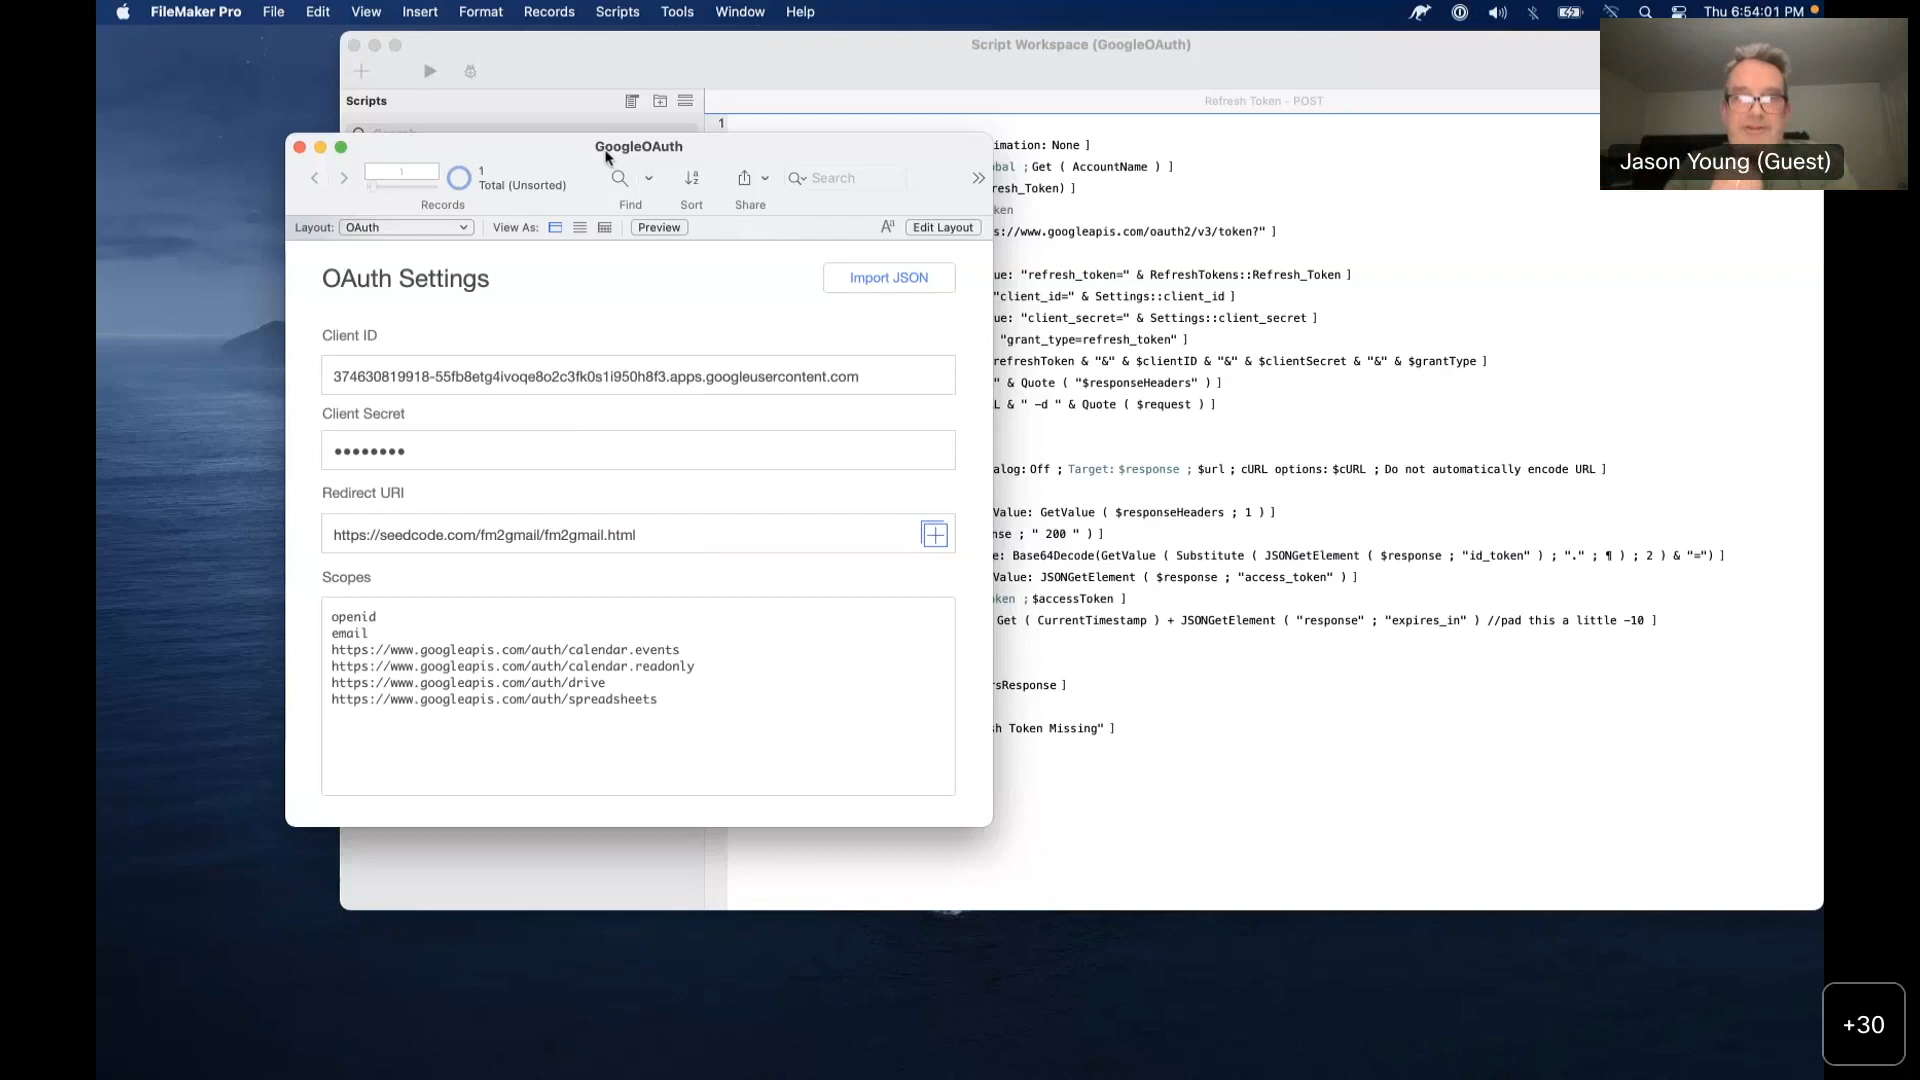 FileMaker Pro File Edit View Insert Format Records Scripts Tools Window Help
Thu 6:54:01 PM
Script Workspace (GoogleOAuth)
Scripts
Refresh Token - POST
1
GoogleOAuth
1
1
Total (Unsorted)
Search
Records Find Sort Share
Layout: OAuth View As: Preview Edit Layout
OAuth Settings
Import JSON
Client ID
374630819918-55fb8etg4ivoqe8o2c3fk0s1i950h8f3.apps.googleusercontent.com
Client Secret
••••••••
Redirect URI
https://seedcode.com/fm2gmail/fm2gmail.html
Scopes
openid
email
https://www.googleapis.com/auth/calendar.events
https://www.googleapis.com/auth/calendar.readonly
https://www.googleapis.com/auth/drive
https://www.googleapis.com/auth/spreadsheets
imation: None ]
bal ; Get ( AccountName ) ]
resh_Token) ]
ken
s://www.googleapis.com/oauth2/v3/token?" ]
ue: "refresh_token=" & RefreshTokens::Refresh_Token ]
"client_id=" & Settings::client_id ]
ue: "client_secret=" & Settings::client_secret ]
"grant_type=refresh_token" ]
refreshToken & "&" & $clientID & "&" & $clientSecret & "&" & $grantType ]
" & Quote ( "$responseHeaders" ) ]
L & " -d " & Quote ( $request ) ]
alog: Off ; Target: $response ; $url ; cURL options: $cURL ; Do not automatically encode URL ]
Value: GetValue ( $responseHeaders ; 1 ) ]
nse ; " 200 " ) ]
e: Base64Decode(GetValue ( Substitute ( JSONGetElement ( $response ; "id_token" ) ; "." ; ¶ ) ; 2 ) & "=") ]
Value: JSONGetElement ( $response ; "access_token" ) ]
ken ; $accessToken ]
Get ( CurrentTimestamp ) + JSONGetElement ( "response" ; "expires_in" ) //pad this a little -10 ]
rsResponse ]
sh Token Missing" ]
Jason Young (Guest)
+30